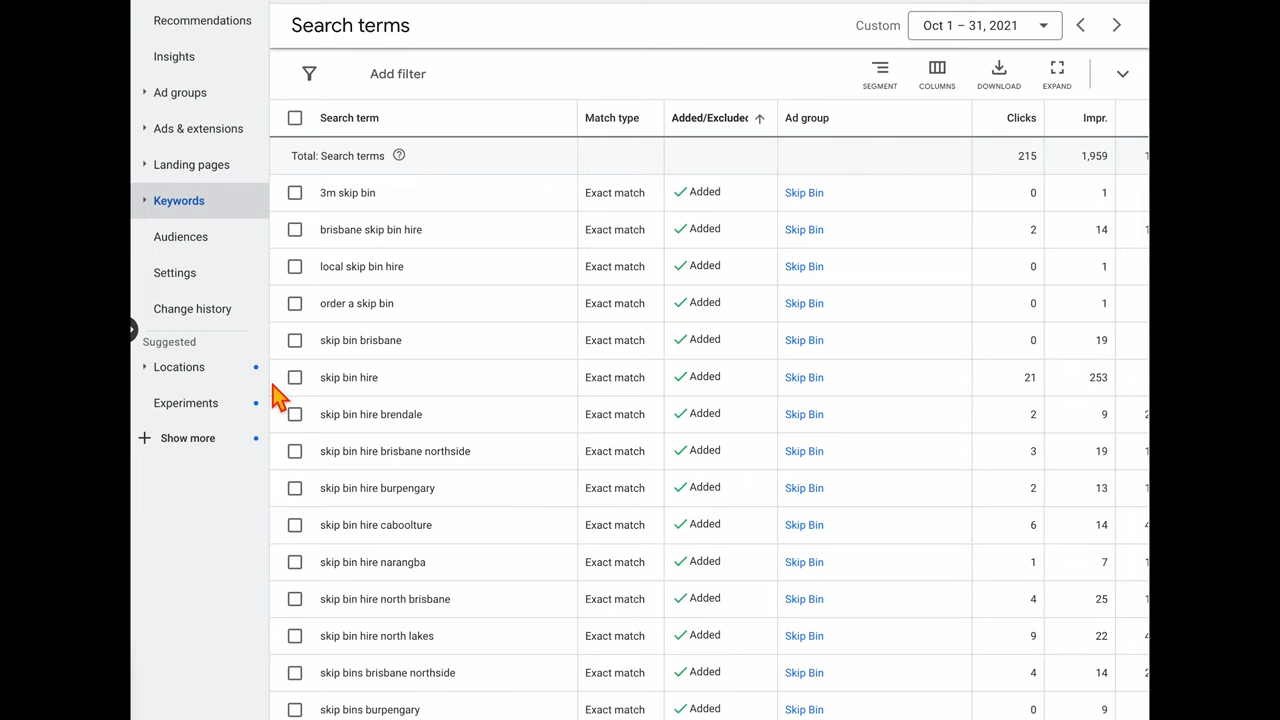 Recommendations
Insights
Ad groups
Ads & extensions
Landing pages
Keywords
Audiences
Settings
Change history
Suggested
Locations
Experiments
Show more
Search terms
Custom Oct 1 – 31, 2021
Add filter
SEGMENT COLUMNS DOWNLOAD EXPAND
Search term Match type Added/Excluded Ad group Clicks Impr.
Total: Search terms 215 1,959
3m skip bin Exact match Added Skip Bin 0 1
brisbane skip bin hire Exact match Added Skip Bin 2 14
local skip bin hire Exact match Added Skip Bin 0 1
order a skip bin Exact match Added Skip Bin 0 1
skip bin brisbane Exact match Added Skip Bin 0 19
skip bin hire Exact match Added Skip Bin 21 253
skip bin hire brendale Exact match Added Skip Bin 2 9
skip bin hire brisbane northside Exact match Added Skip Bin 3 19
skip bin hire burpengary Exact match Added Skip Bin 2 13
skip bin hire caboolture Exact match Added Skip Bin 6 14
skip bin hire narangba Exact match Added Skip Bin 1 7
skip bin hire north brisbane Exact match Added Skip Bin 4 25
skip bin hire north lakes Exact match Added Skip Bin 9 22
skip bins brisbane northside Exact match Added Skip Bin 4 14
skip bins burpengary Exact match Added Skip Bin 0 9